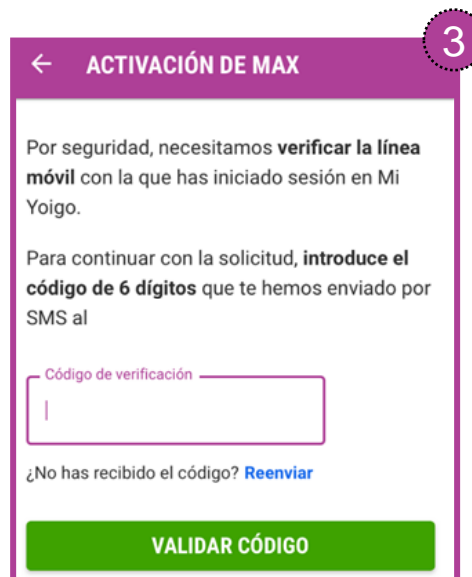 3
← ACTIVACIÓN DE MAX
Por seguridad, necesitamos verificar la línea
móvil con la que has iniciado sesión en Mi
Yoigo.
Para continuar con la solicitud, introduce el
código de 6 dígitos que te hemos enviado por
SMS al
Código de verificación
¿No has recibido el código? Reenviar
VALIDAR CÓDIGO